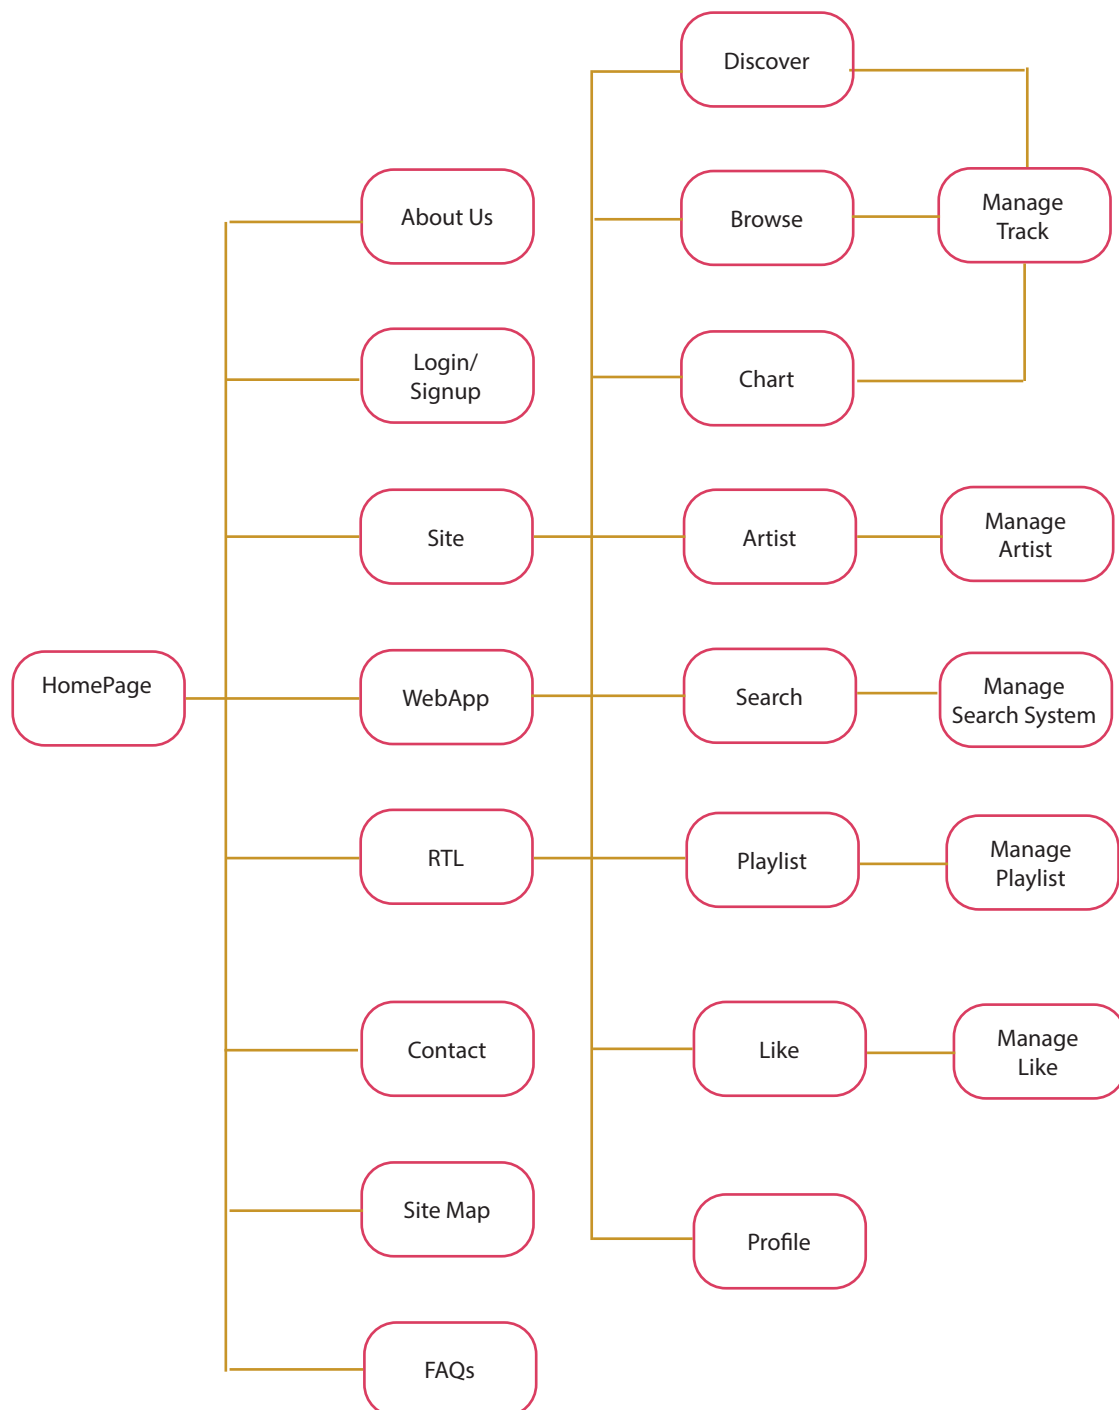 HomePage
About Us
Login/
Signup
Site
WebApp
RTL
Contact
Site Map
FAQs
Discover
Browse
Chart
Artist
Search
Playlist
Like
Profile
Manage
Track
Manage
Artist
Manage
Search System
Manage
Playlist
Manage
Like